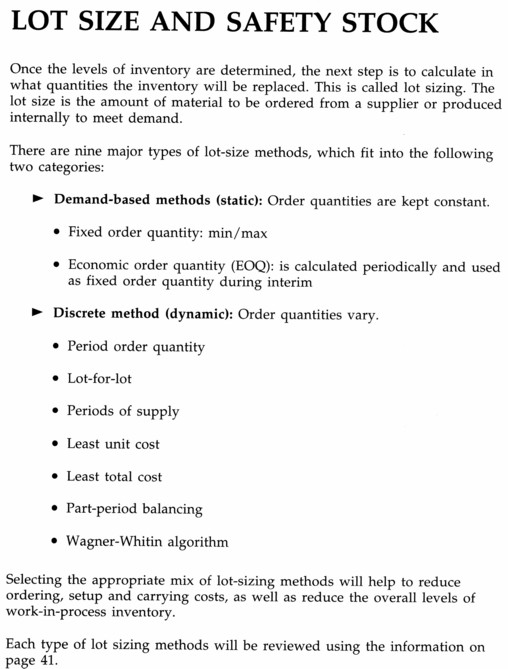 LOT SIZE AND SAFETY STOCK
Once the levels of inventory are determined, the next step is to calculate in
what quantities the inventory will be replaced. This is called lot sizing. The
lot size is the amount of material to be ordered from a supplier or produced
internally to meet demand.
There are nine major types of lot-size methods, which fit into the following
two categories:
► Demand-based methods (static): Order quantities are kept constant.
• Fixed order quantity: min/max
• Economic order quantity (EOQ): is calculated periodically and used
as fixed order quantity during interim
► Discrete method (dynamic): Order quantities vary.
• Period order quantity
• Lot-for-lot
• Periods of supply
• Least unit cost
• Least total cost
• Part-period balancing
• Wagner-Whitin algorithm
Selecting the appropriate mix of lot-sizing methods will help to reduce
ordering, setup and carrying costs, as well as reduce the overall levels of
work-in-process inventory.
Each type of lot sizing methods will be reviewed using the information on
page 41.